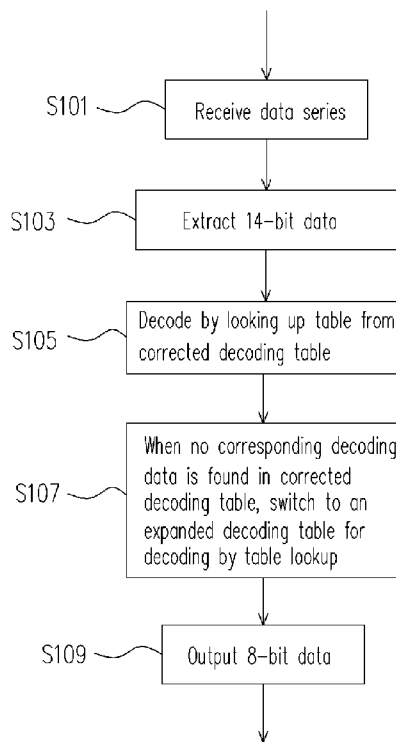 S101
Receive data series
S103
Extract 14-bit data
S105
Decode by looking up table from
corrected decoding table
S107
When no corresponding decoding
data is found in corrected
decoding table, switch to an
expanded decoding table for
decoding by table lookup
S109
Output 8-bit data